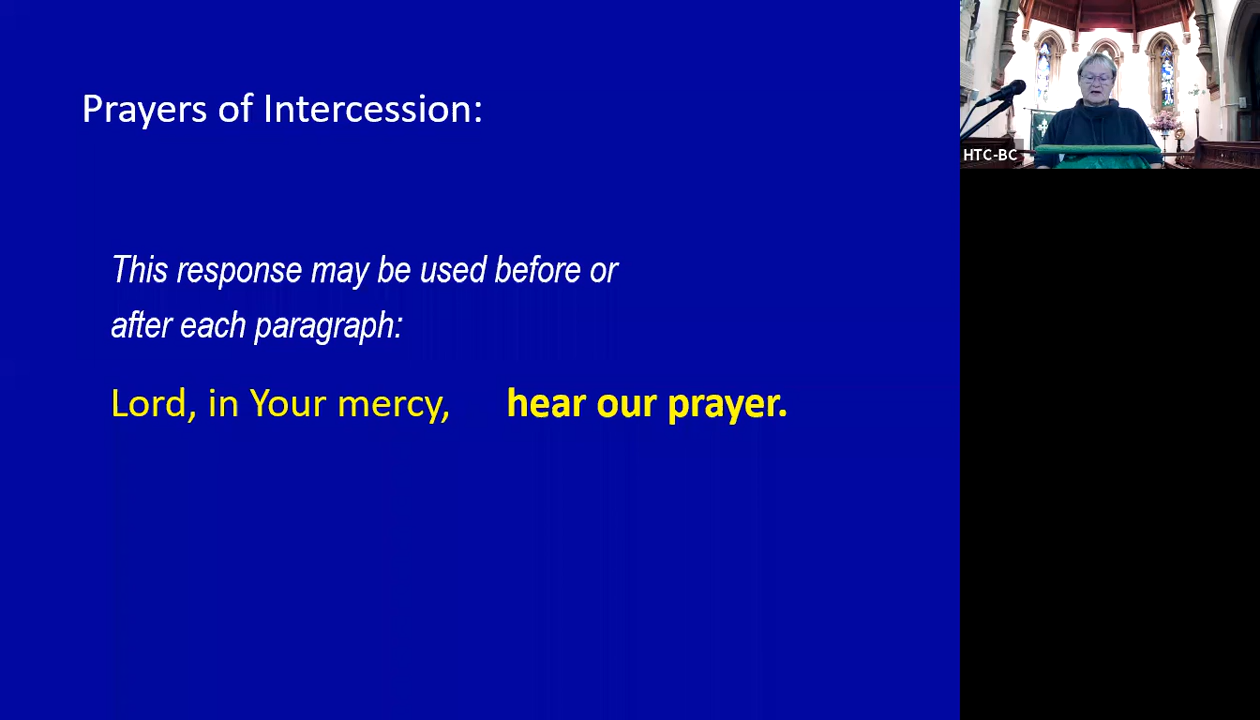 Prayers of Intercession:
This response may be used before or
after each paragraph:
Lord, in Your mercy, hear our prayer.
HTC-BC